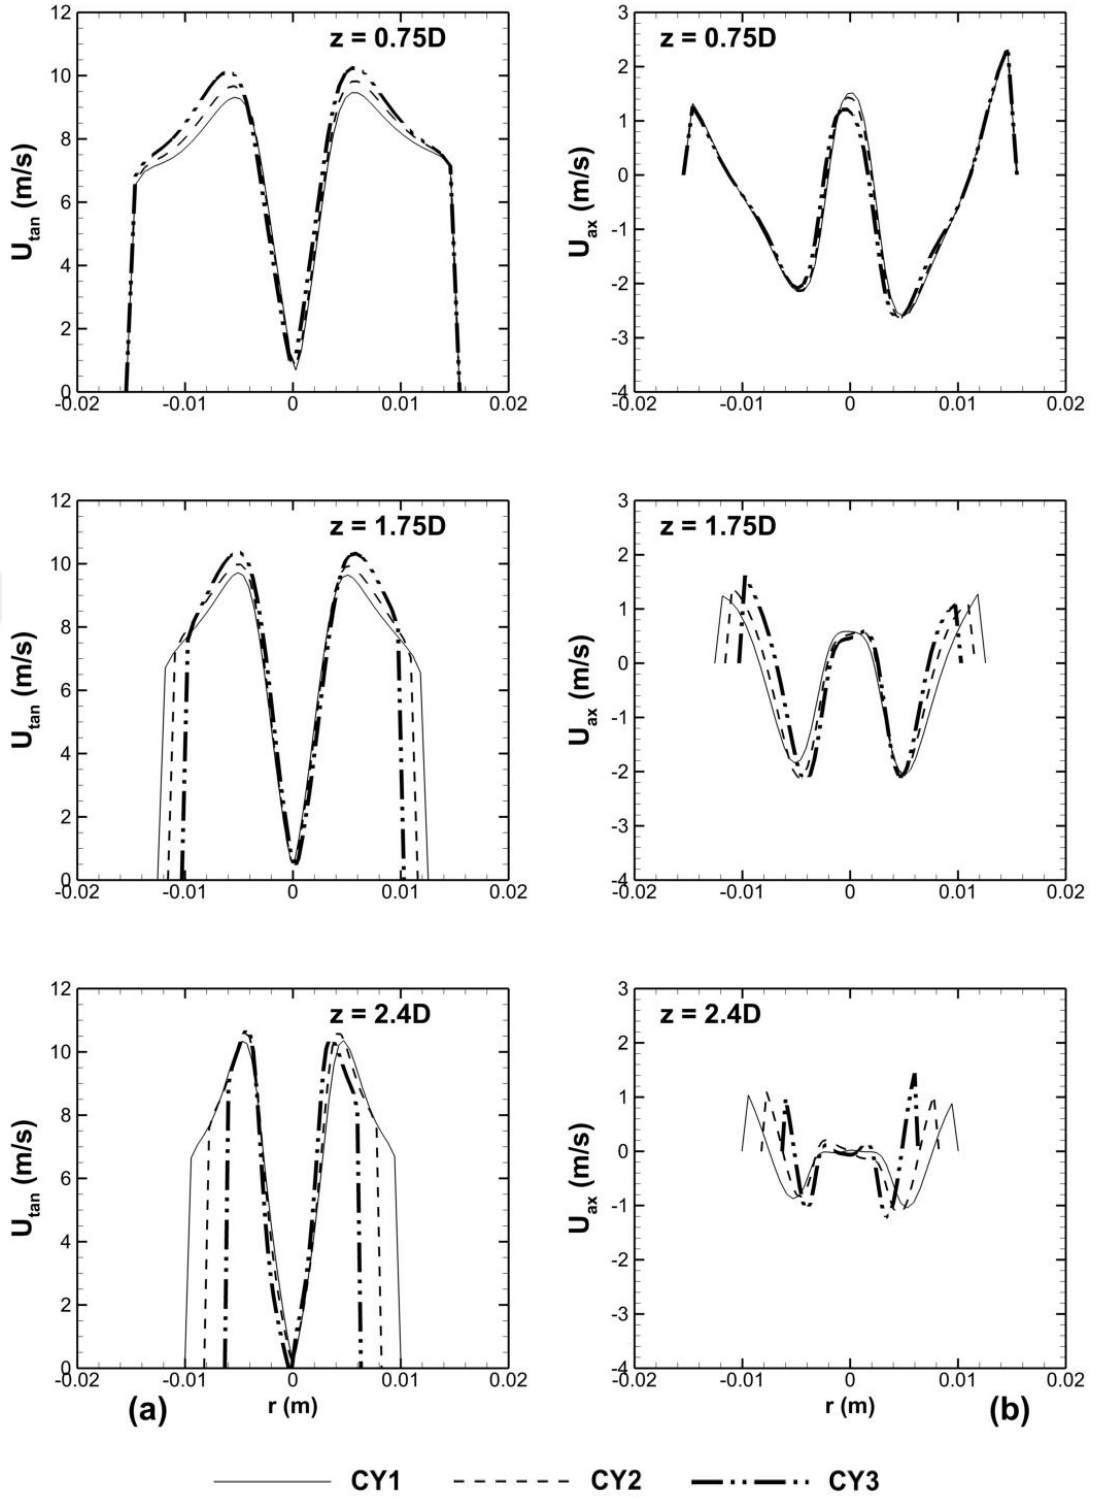 12
10
8
6
4
2
0
U_tan (m/s)
z = 0.75D
-0.02 -0.01 0 0.01 0.02
3
2
1
0
-1
-2
-3
-4
U_ax (m/s)
z = 0.75D
-0.02 -0.01 0 0.01 0.02
12
10
8
6
4
2
0
U_tan (m/s)
z = 1.75D
-0.02 -0.01 0 0.01 0.02
3
2
1
0
-1
-2
-3
-4
U_ax (m/s)
z = 1.75D
-0.02 -0.01 0 0.01 0.02
12
10
8
6
4
2
0
U_tan (m/s)
z = 2.4D
-0.02 -0.01 0 0.01 0.02
(a) r (m)
3
2
1
0
-1
-2
-3
-4
U_ax (m/s)
z = 2.4D
-0.02 -0.01 0 0.01 0.02
r (m) (b)
CY1 CY2 CY3